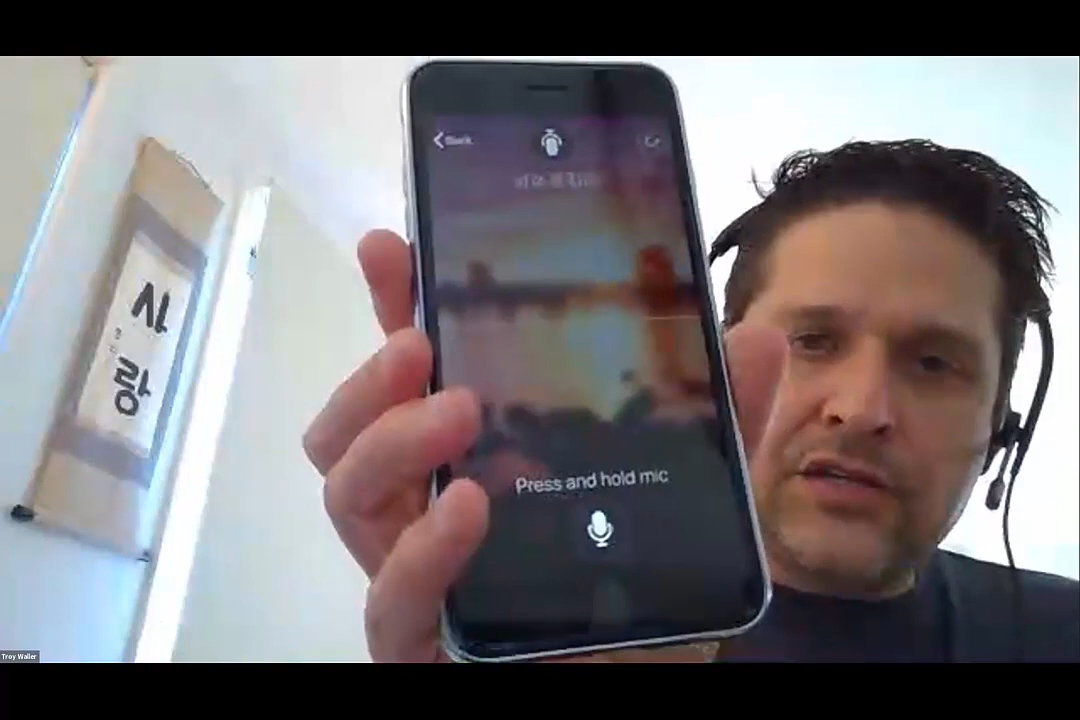 Back
Press and hold mic
사
랑
Troy Waller